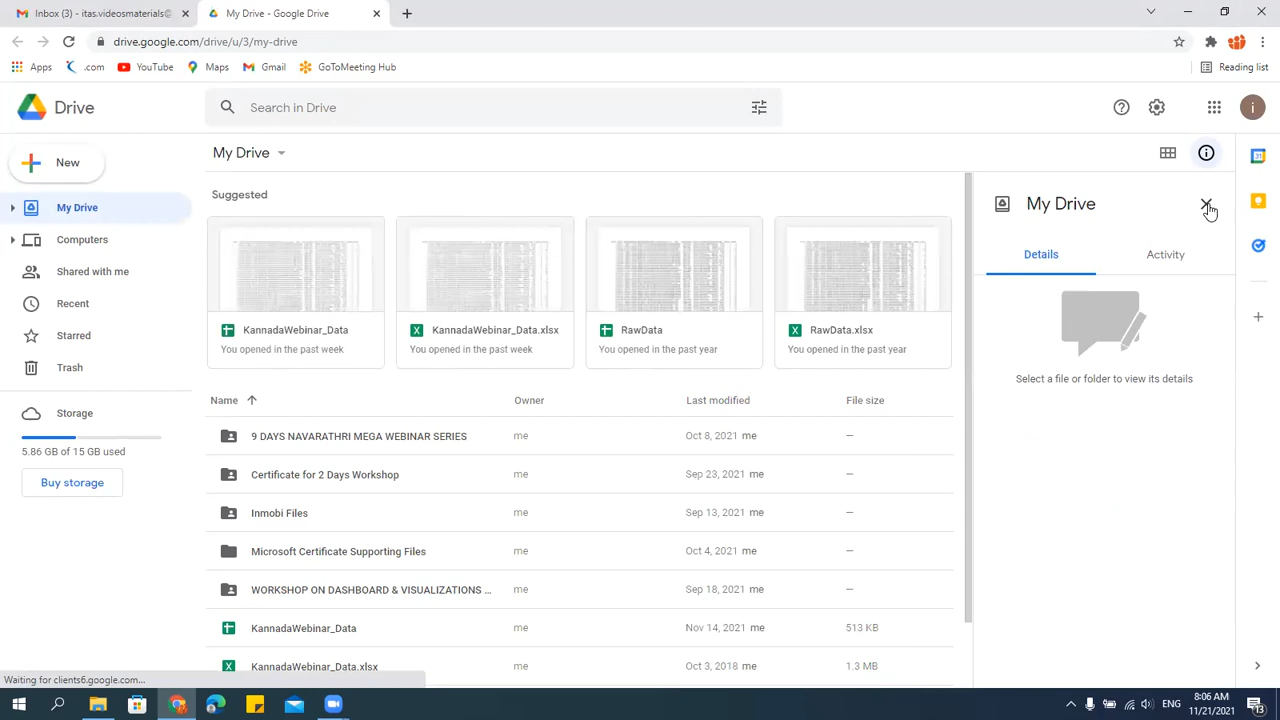 Inbox (3) - itas.videosmaterials@
My Drive - Google Drive
drive.google.com/drive/u/3/my-drive
Apps
.com
YouTube
Maps
Gmail
GoToMeeting Hub
Reading list
Drive
Search in Drive
i
New
My Drive
31
My Drive
Computers
Shared with me
Recent
Starred
Trash
Storage
5.86 GB of 15 GB used
Buy storage
Suggested
KannadaWebinar_Data
You opened in the past week
KannadaWebinar_Data.xlsx
You opened in the past week
RawData
You opened in the past year
RawData.xlsx
You opened in the past year
Name Owner Last modified File size
9 DAYS NAVARATHRI MEGA WEBINAR SERIES me Oct 8, 2021 me —
Certificate for 2 Days Workshop me Sep 23, 2021 me —
Inmobi Files me Sep 13, 2021 me —
Microsoft Certificate Supporting Files me Oct 4, 2021 me —
WORKSHOP ON DASHBOARD & VISUALIZATIONS ... me Sep 18, 2021 me —
KannadaWebinar_Data me Nov 14, 2021 me 513 KB
KannadaWebinar_Data.xlsx me Oct 3, 2018 me 1.3 MB
My Drive
Details Activity
Select a file or folder to view its details
Waiting for clients6.google.com...
ENG
8:06 AM
11/21/2021
13